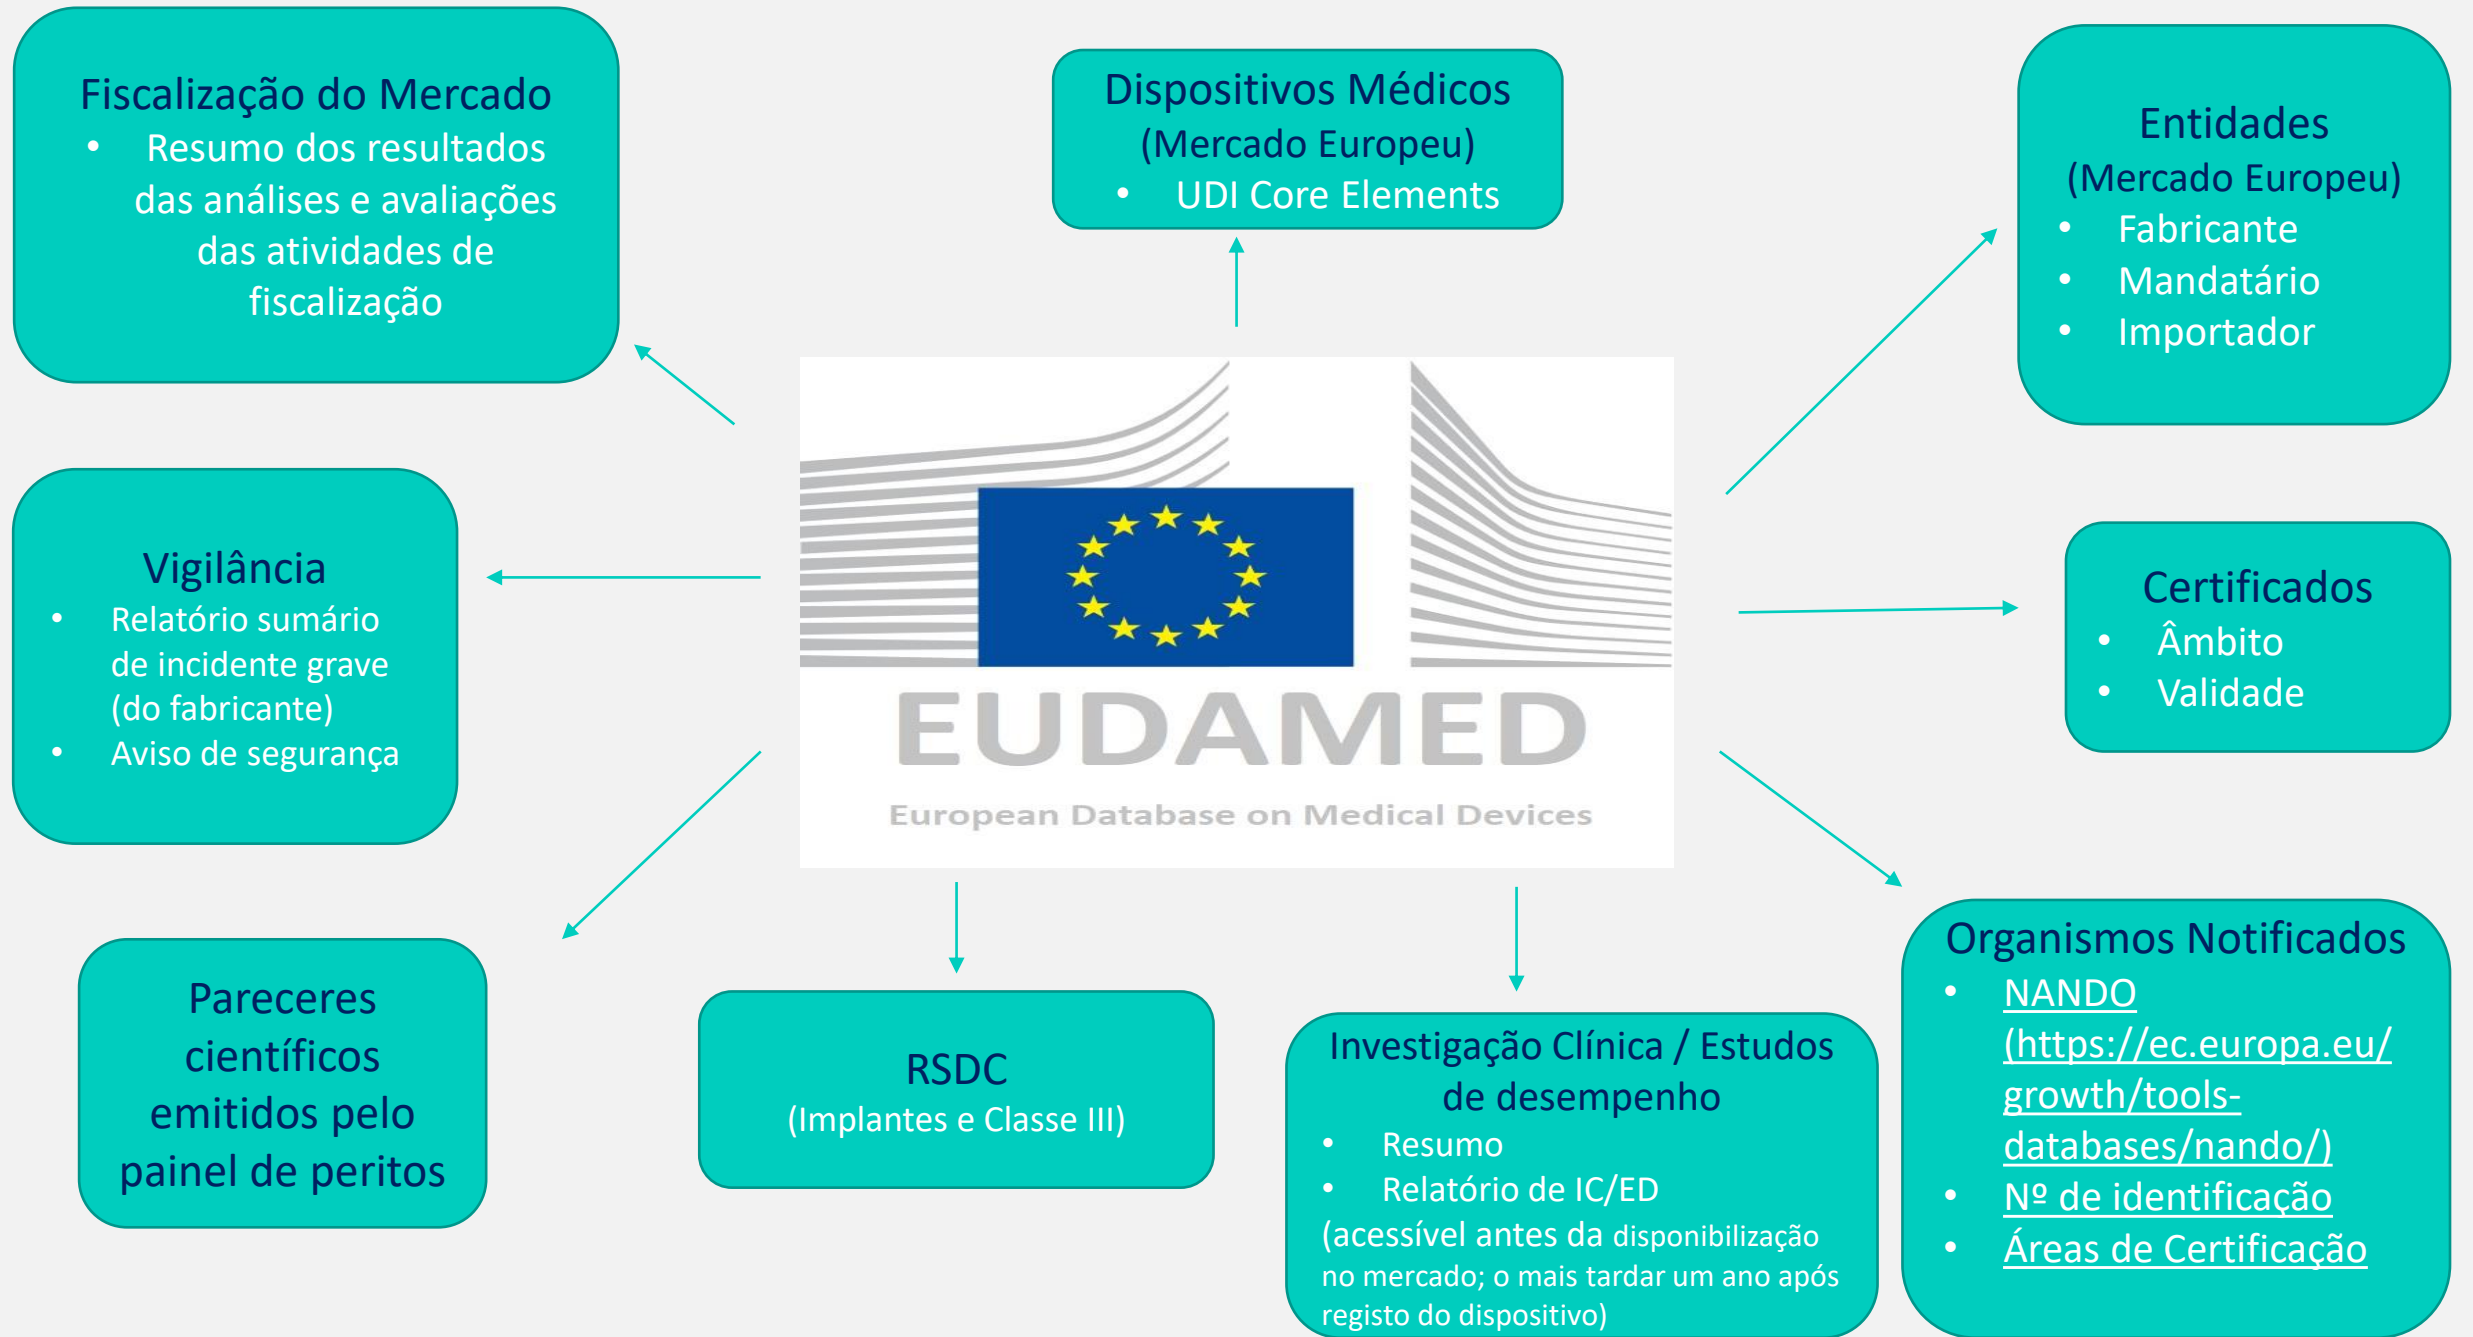 Fiscalização do Mercado
• Resumo dos resultados
das análises e avaliações
das atividades de
fiscalização
Dispositivos Médicos
(Mercado Europeu)
• UDI Core Elements
Entidades
(Mercado Europeu)
• Fabricante
• Mandatário
• Importador
Vigilância
• Relatório sumário
de incidente grave
(do fabricante)
• Aviso de segurança
EUDAMED
European Database on Medical Devices
Certificados
• Âmbito
• Validade
Pareceres
científicos
emitidos pelo
painel de peritos
RSDC
(Implantes e Classe III)
Investigação Clínica / Estudos
de desempenho
• Resumo
• Relatório de IC/ED
(acessível antes da disponibilização
no mercado; o mais tardar um ano após
registo do dispositivo)
Organismos Notificados
• NANDO
(https://ec.europa.eu/
growth/tools-
databases/nando/)
• Nº de identificação
• Áreas de Certificação